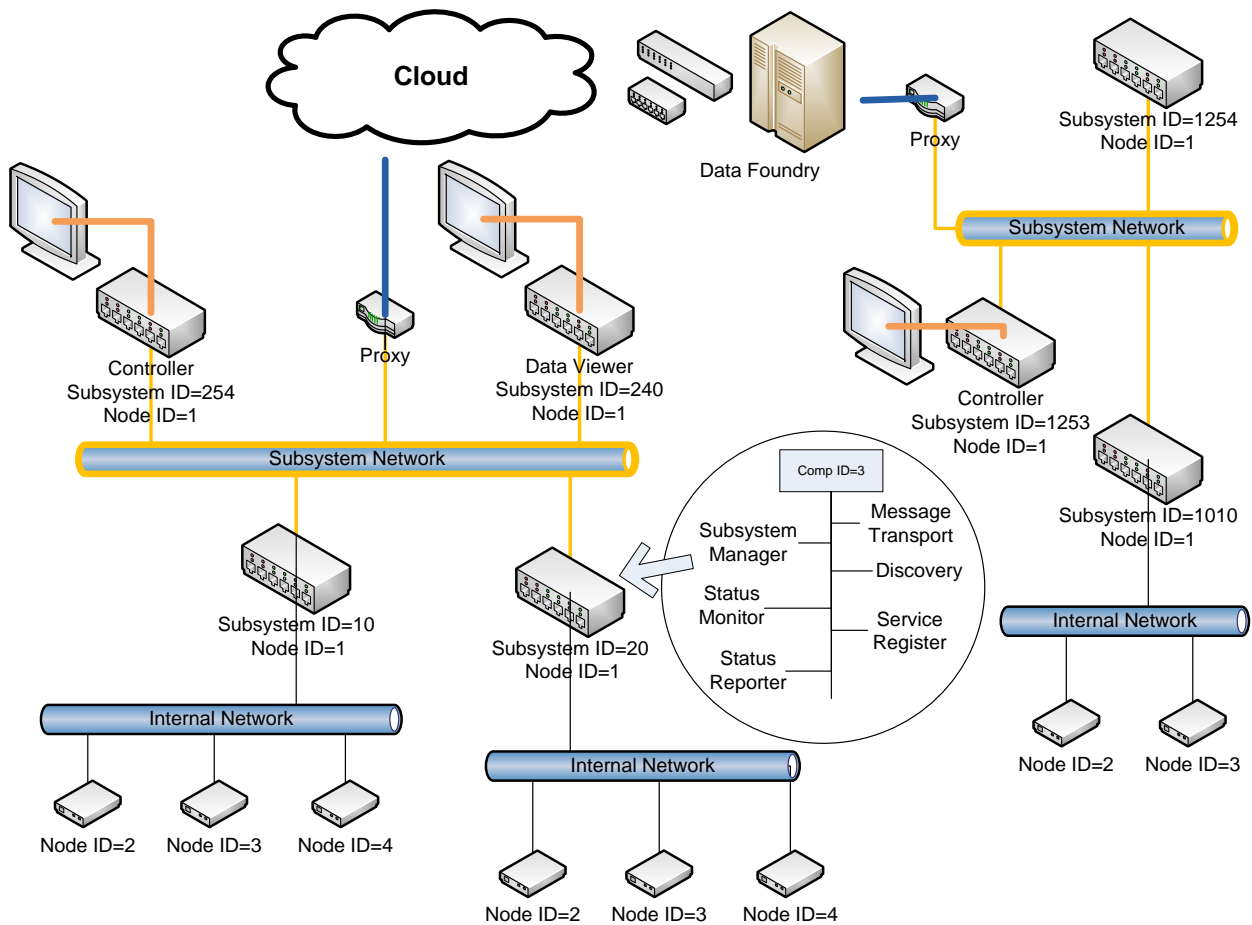 Cloud
Data Foundry
Proxy
Subsystem ID=1254
Node ID=1
Subsystem Network
Controller
Subsystem ID=254
Node ID=1
Proxy
Data Viewer
Subsystem ID=240
Node ID=1
Controller
Subsystem ID=1253
Node ID=1
Subsystem Network
Comp ID=3
Message
Transport
Subsystem
Manager
Discovery
Status
Monitor
Service
Register
Status
Reporter
Subsystem ID=1010
Node ID=1
Subsystem ID=10
Node ID=1
Subsystem ID=20
Node ID=1
Internal Network
Node ID=2
Node ID=3
Internal Network
Node ID=2
Node ID=3
Node ID=4
Internal Network
Node ID=2
Node ID=3
Node ID=4